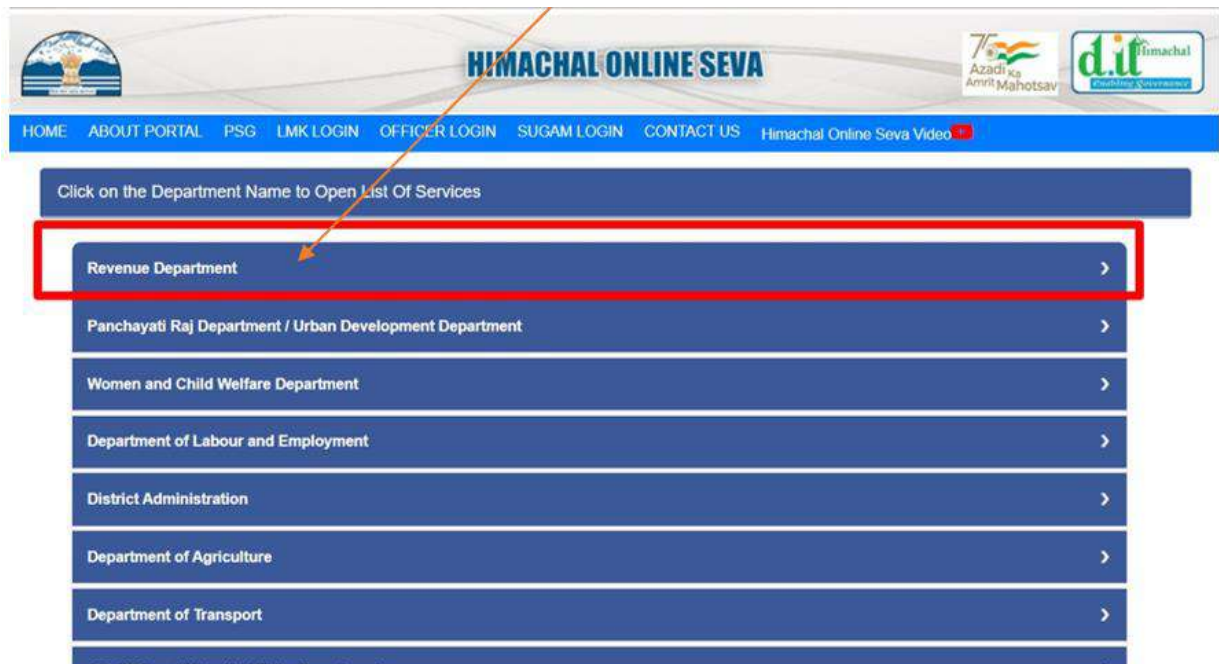 HIMACHAL ONLINE SEVA
75
Azadi Ka
Amrit Mahotsav
d.it Himachal
Enabling Governance
HOME ABOUT PORTAL PSG LMK LOGIN OFFICER LOGIN SUGAM LOGIN CONTACT US Himachal Online Seva Video
Click on the Department Name to Open List Of Services
Revenue Department
Panchayati Raj Department / Urban Development Department
Women and Child Welfare Department
Department of Labour and Employment
District Administration
Department of Agriculture
Department of Transport